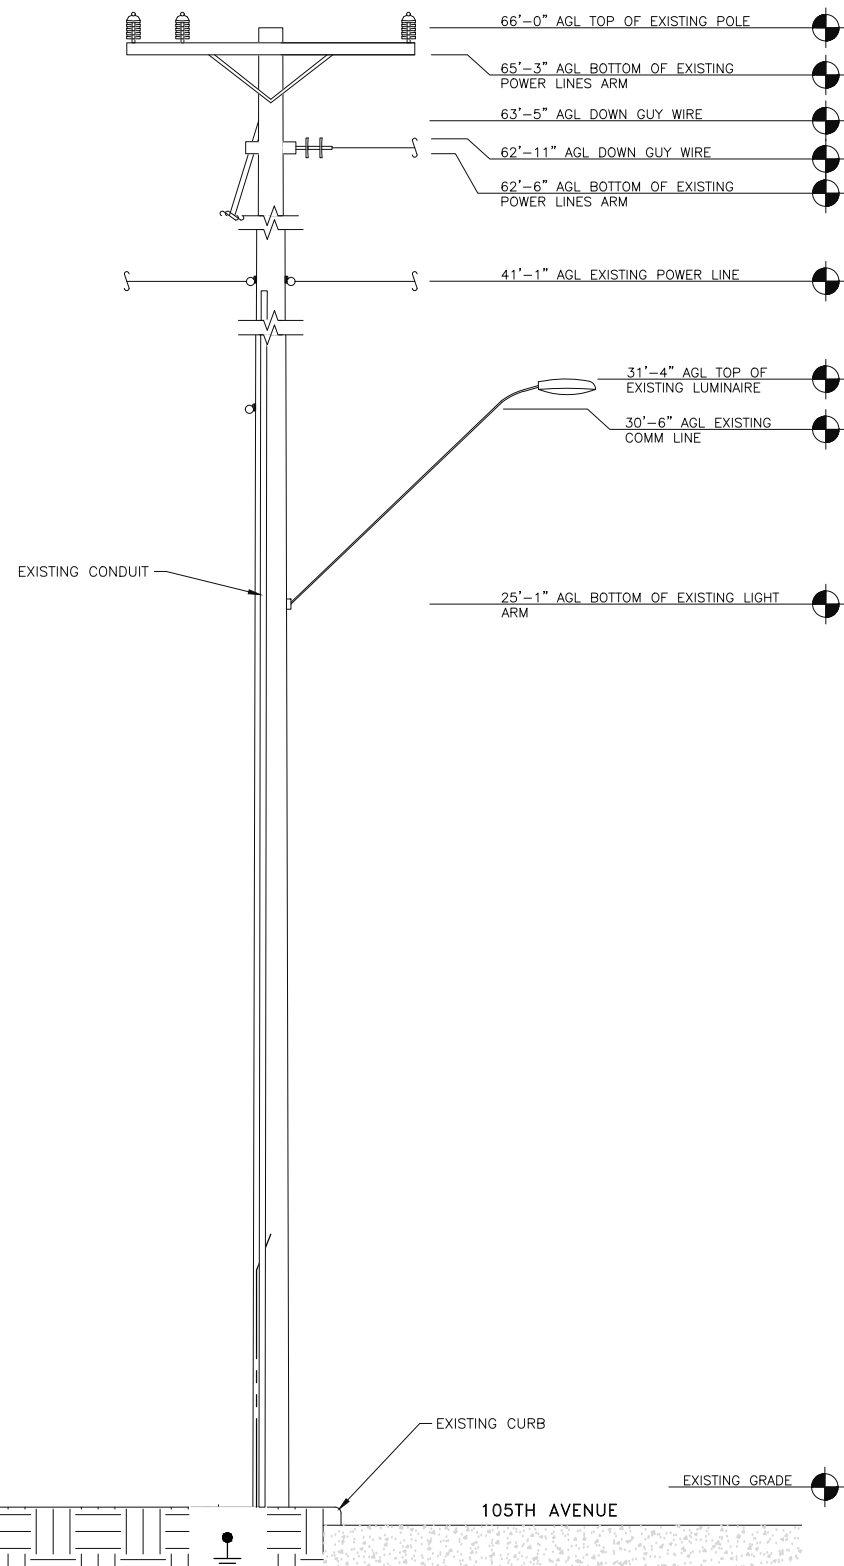 66'-0" AGL TOP OF EXISTING POLE
65'-3" AGL BOTTOM OF EXISTING
POWER LINES ARM
63'-5" AGL DOWN GUY WIRE
62'-11" AGL DOWN GUY WIRE
62'-6" AGL BOTTOM OF EXISTING
POWER LINES ARM
41'-1" AGL EXISTING POWER LINE
31'-4" AGL TOP OF
EXISTING LUMINAIRE
30'-6" AGL EXISTING
COMM LINE
EXISTING CONDUIT
25'-1" AGL BOTTOM OF EXISTING LIGHT
ARM
EXISTING CURB
EXISTING GRADE
105TH AVENUE